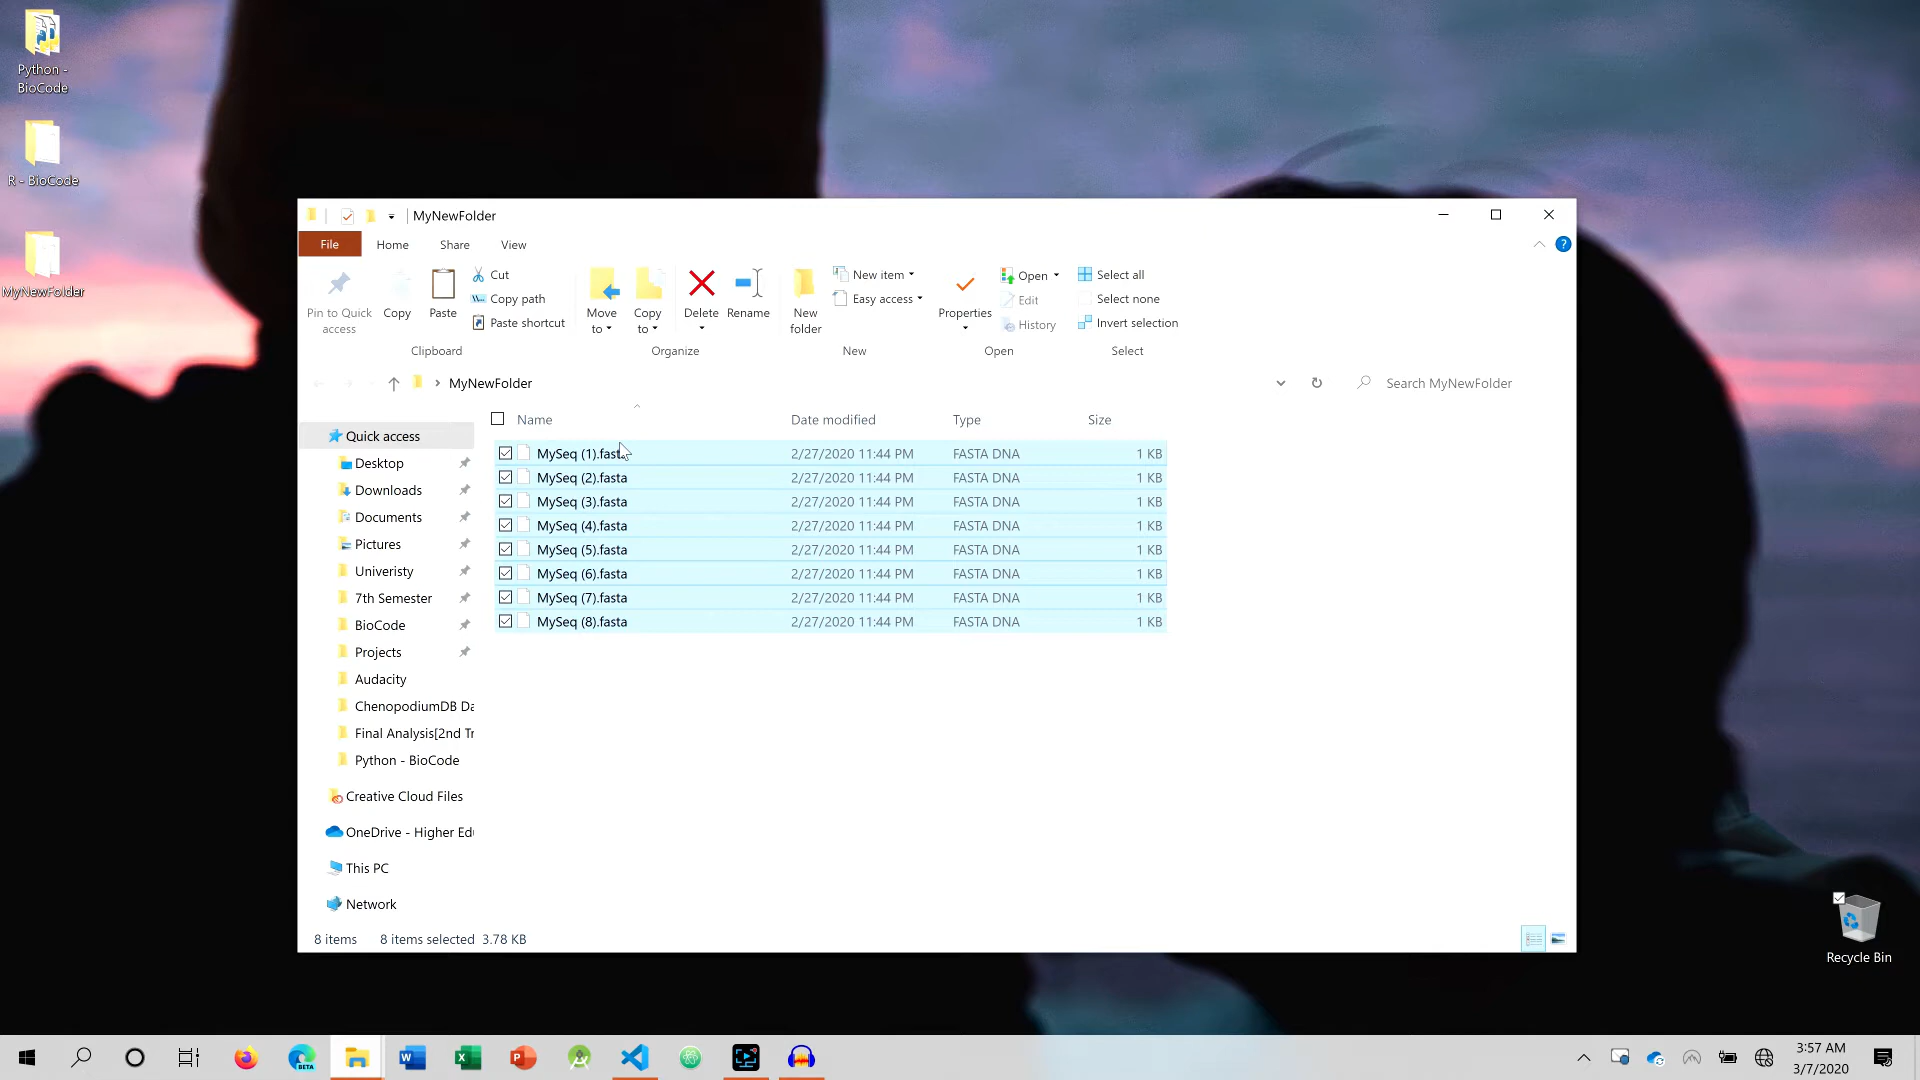 Python -
BioCode
R - BioCode
MyNewFolder
MyNewFolder
File Home Share View
Pin to Quick
access
Copy
Paste
Cut
Copy path
Paste shortcut
Clipboard
Move
to
Copy
to
Delete
Rename
Organize
New
folder
New item
Easy access
New
Properties
Open
Edit
History
Open
Select all
Select none
Invert selection
Select
MyNewFolder
Search MyNewFolder
Name Date modified Type Size
Quick access
Desktop
Downloads
Documents
Pictures
Univeristy
7th Semester
BioCode
Projects
Audacity
ChenopodiumDB Da
Final Analysis[2nd Tr
Python - BioCode
Creative Cloud Files
OneDrive - Higher Edu
This PC
Network
MySeq (1).fasta 2/27/2020 11:44 PM FASTA DNA 1 KB
MySeq (2).fasta 2/27/2020 11:44 PM FASTA DNA 1 KB
MySeq (3).fasta 2/27/2020 11:44 PM FASTA DNA 1 KB
MySeq (4).fasta 2/27/2020 11:44 PM FASTA DNA 1 KB
MySeq (5).fasta 2/27/2020 11:44 PM FASTA DNA 1 KB
MySeq (6).fasta 2/27/2020 11:44 PM FASTA DNA 1 KB
MySeq (7).fasta 2/27/2020 11:44 PM FASTA DNA 1 KB
MySeq (8).fasta 2/27/2020 11:44 PM FASTA DNA 1 KB
8 items 8 items selected 3.78 KB
Recycle Bin
BETA
3:57 AM
3/7/2020